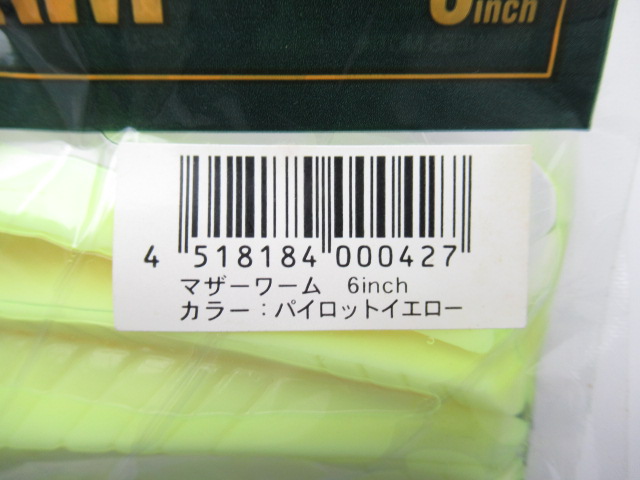 6inch
4 518184 000427
マザーワーム 6inch
カラー：パイロットイエロー